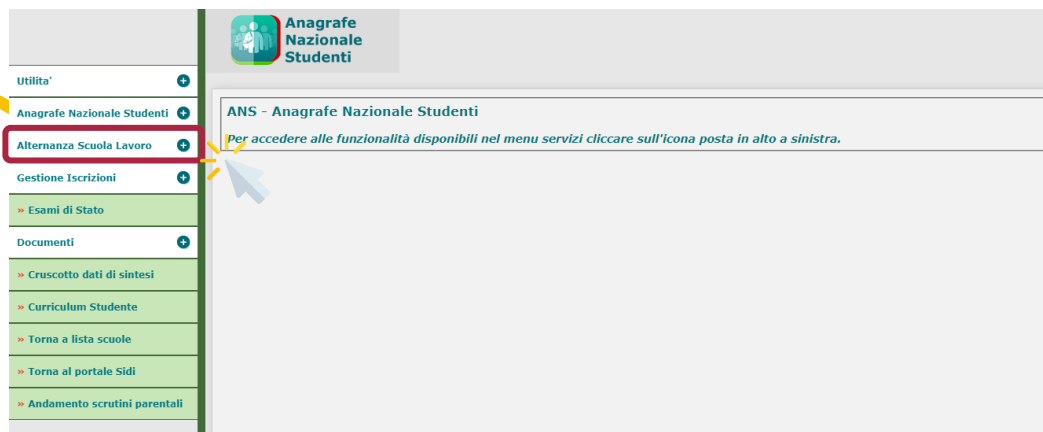 Anagrafe
Nazionale
Studenti
Utilita'
Anagrafe Nazionale Studenti
Alternanza Scuola Lavoro
Gestione Iscrizioni
» Esami di Stato
Documenti
» Cruscotto dati di sintesi
» Curriculum Studente
» Torna a lista scuole
» Torna al portale Sidi
» Andamento scrutini parentali
ANS - Anagrafe Nazionale Studenti
Per accedere alle funzionalità disponibili nel menu servizi cliccare sull'icona posta in alto a sinistra.